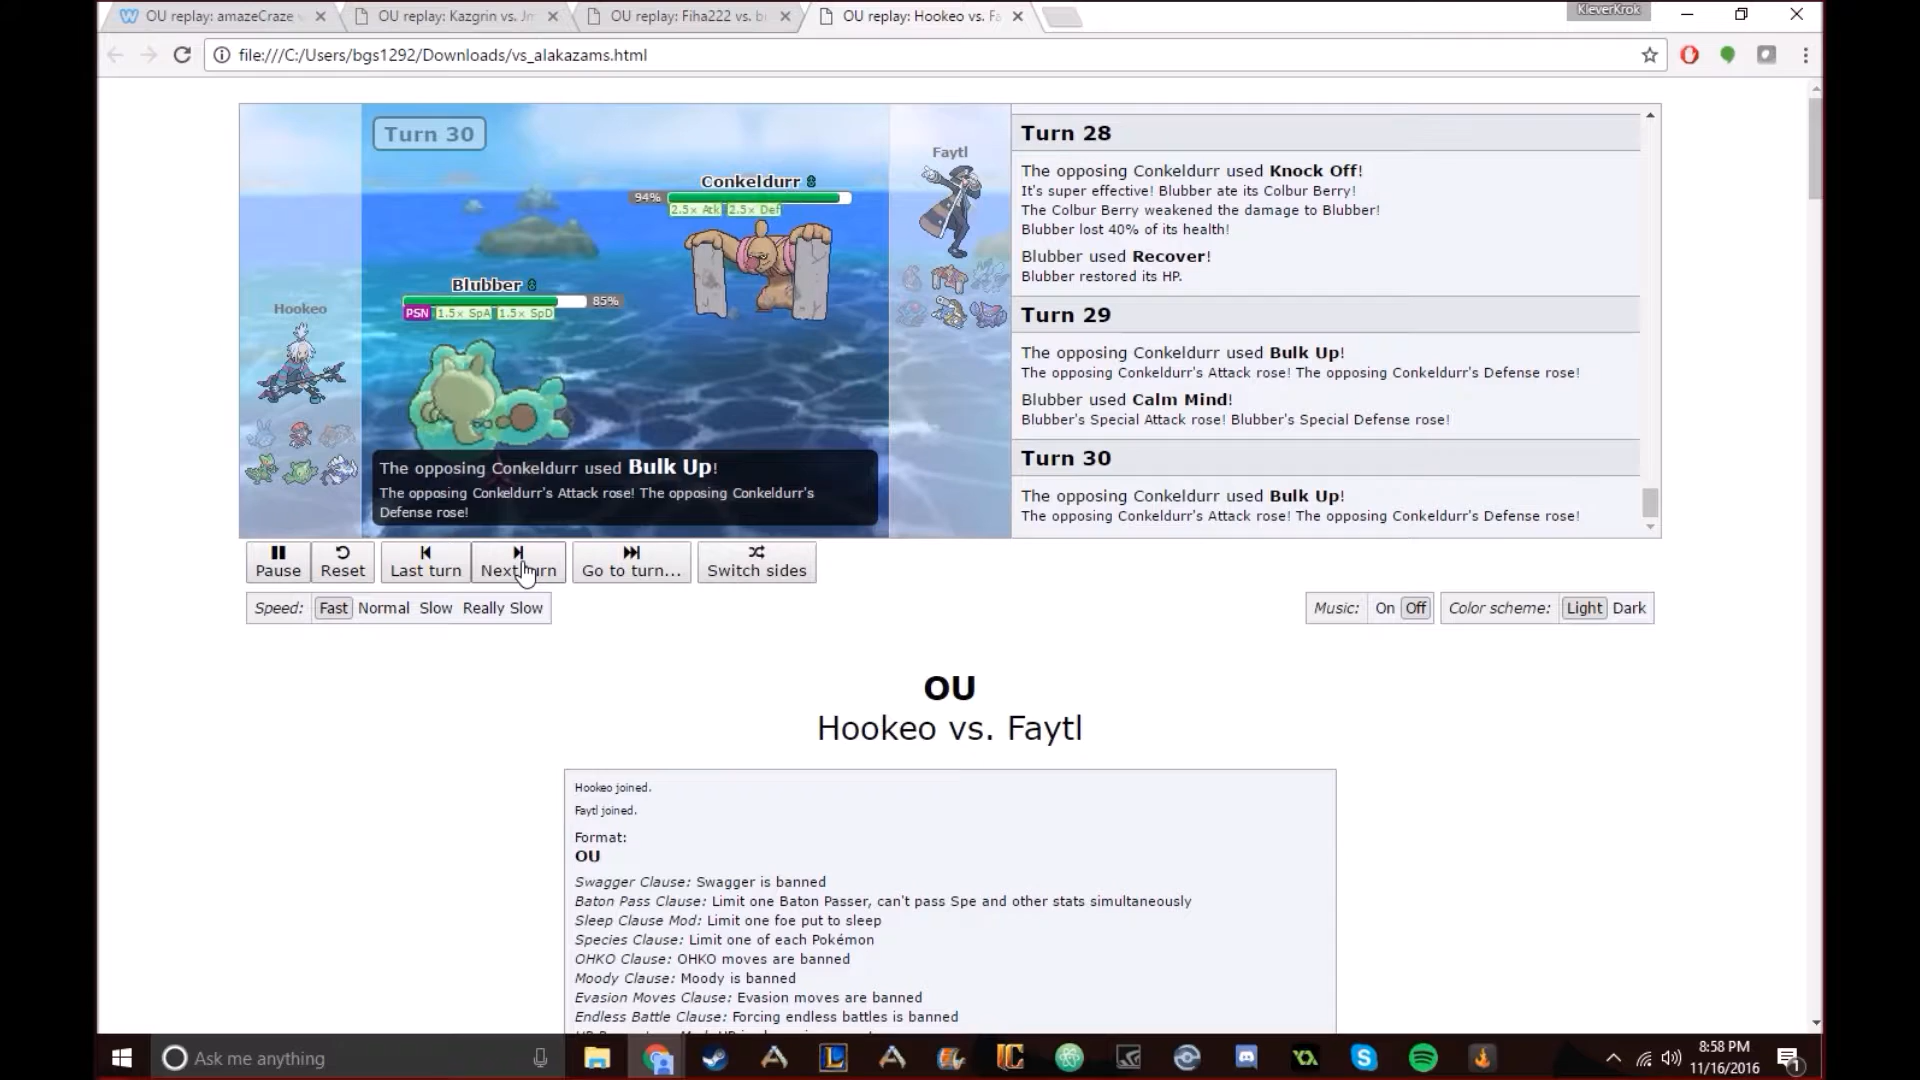 OU replay: amazeCraze
OU replay: Kazgrin vs. Jm
OU replay: Fiha222 vs. bi
OU replay: Hookeo vs. Fa
KleverKrok
file:///C:/Users/bgs1292/Downloads/vs_alakazams.html
Turn 30
Faytl
Conkeldurr
94%
2.5× Atk 2.5× Def
Blubber
85%
PSN 1.5× SpA 1.5× SpD
Hookeo
The opposing Conkeldurr used Bulk Up!
The opposing Conkeldurr's Attack rose! The opposing Conkeldurr's
Defense rose!
Turn 28
The opposing Conkeldurr used Knock Off!
It's super effective! Blubber ate its Colbur Berry!
The Colbur Berry weakened the damage to Blubber!
Blubber lost 40% of its health!
Blubber used Recover!
Blubber restored its HP.
Turn 29
The opposing Conkeldurr used Bulk Up!
The opposing Conkeldurr's Attack rose! The opposing Conkeldurr's Defense rose!
Blubber used Calm Mind!
Blubber's Special Attack rose! Blubber's Special Defense rose!
Turn 30
The opposing Conkeldurr used Bulk Up!
The opposing Conkeldurr's Attack rose! The opposing Conkeldurr's Defense rose!
Pause Reset Last turn Next turn Go to turn... Switch sides
Speed: Fast Normal Slow Really Slow
Music: On Off Color scheme: Light Dark
OU
Hookeo vs. Faytl
Hookeo joined.
Faytl joined.
Format:
OU
Swagger Clause: Swagger is banned
Baton Pass Clause: Limit one Baton Passer, can't pass Spe and other stats simultaneously
Sleep Clause Mod: Limit one foe put to sleep
Species Clause: Limit one of each Pokémon
OHKO Clause: OHKO moves are banned
Moody Clause: Moody is banned
Evasion Moves Clause: Evasion moves are banned
Endless Battle Clause: Forcing endless battles is banned
Ask me anything
8:58 PM
11/16/2016
1